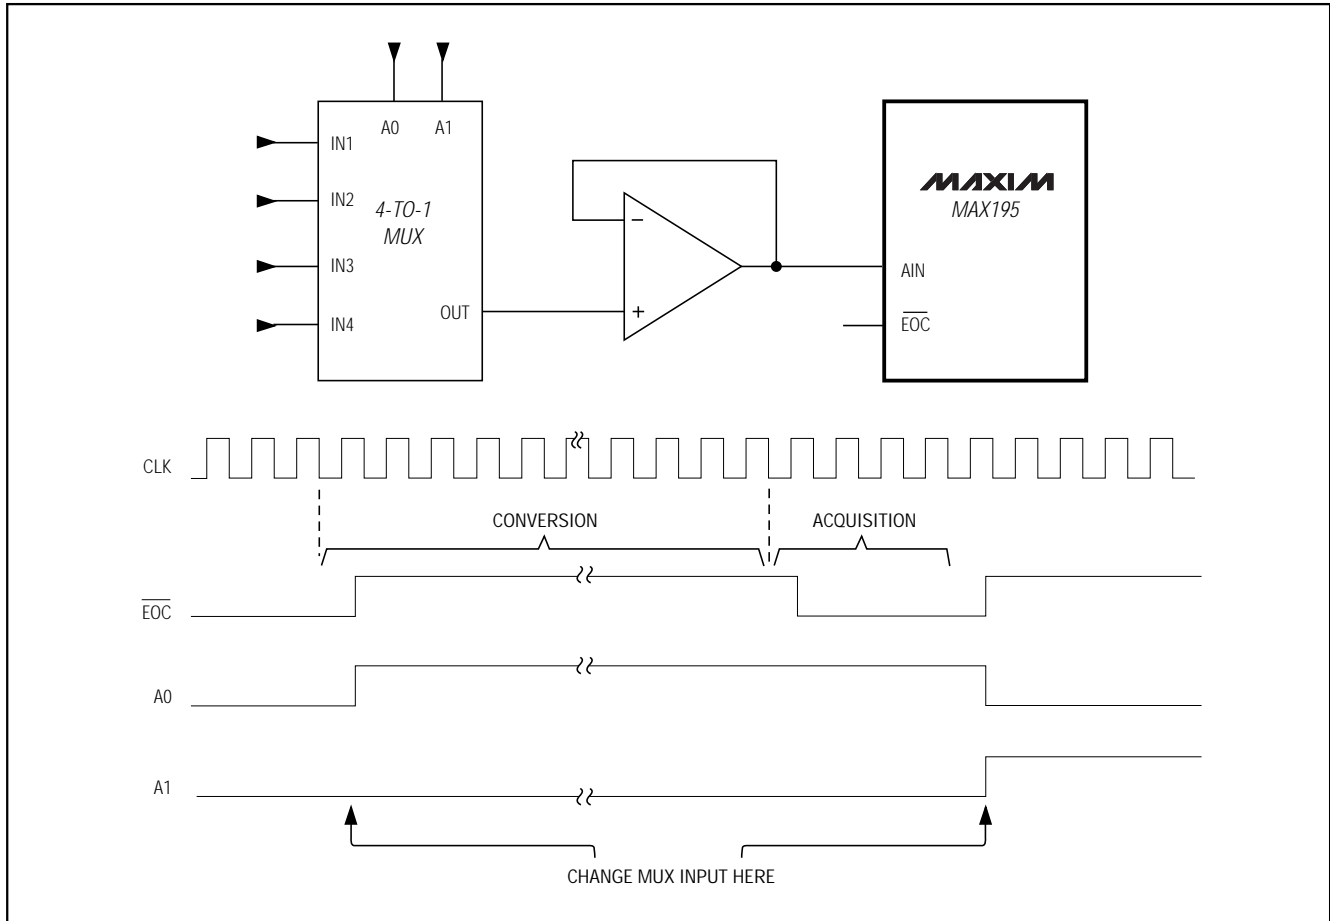 A0 A1
IN1
IN2
IN3
IN4
4-TO-1
MUX
OUT
−
+
MAXIM
MAX195
AIN
EOC
CLK
CONVERSION
ACQUISITION
EOC
A0
A1
CHANGE MUX INPUT HERE